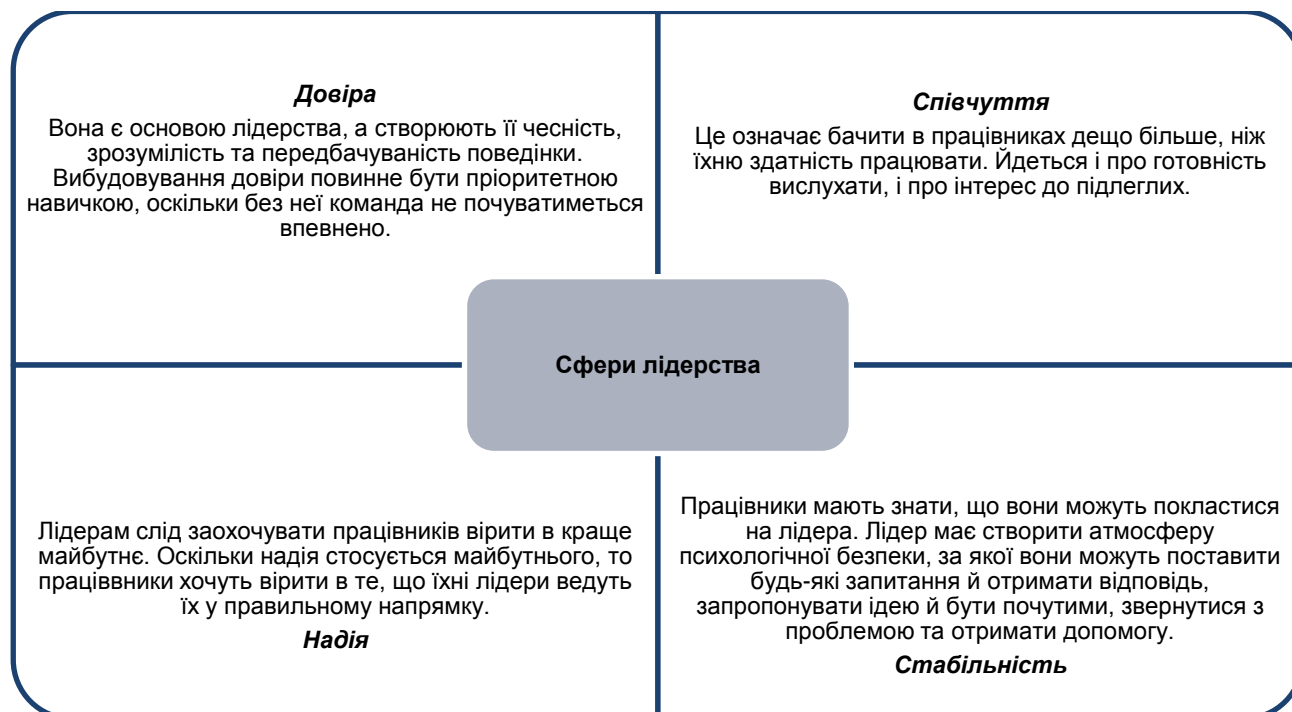 Довіра
Вона є основою лідерства, а створюють її чесність,
зрозумілість та передбачуваність поведінки.
Вибудовування довіри повинне бути пріоритетною
навичкою, оскільки без неї команда не почуватиметься
впевнено.
Співчуття
Це означає бачити в працівниках дещо більше, ніж
їхню здатність працювати. Йдеться і про готовність
вислухати, і про інтерес до підлеглих.
Сфери лідерства
Лідерам слід заохочувати працівників вірити в краще
майбутнє. Оскільки надія стосується майбутнього, то
праціввники хочуть вірити в те, що їхні лідери ведуть
їх у правильному напрямку.
Надія
Працівники мають знати, що вони можуть покластися
на лідера. Лідер має створити атмосферу
психологічної безпеки, за якої вони можуть поставити
будь-які запитання й отримати відповідь,
запропонувати ідею й бути почутими, звернутися з
проблемою та отримати допомогу.
Стабільність